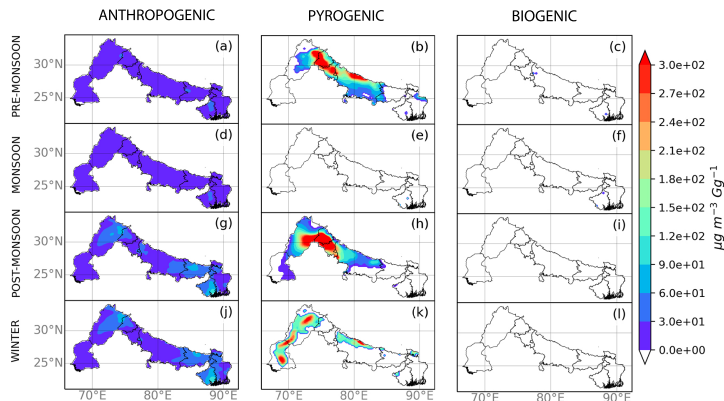 ANTHROPOGENIC PYROGENIC BIOGENIC
PRE-MONSOON
30°N
25°N
(a) (b) (c)
MONSOON
30°N
25°N
(d) (e) (f)
POST-MONSOON
30°N
25°N
(g) (h) (i)
WINTER
30°N
25°N
(j) (k) (l)
70°E 80°E 90°E 70°E 80°E 90°E 70°E 80°E 90°E
3.0e+02
2.7e+02
2.4e+02
2.1e+02
1.8e+02
1.5e+02
1.2e+02
9.0e+01
6.0e+01
3.0e+01
0.0e+00
μg m⁻³ Gg⁻¹